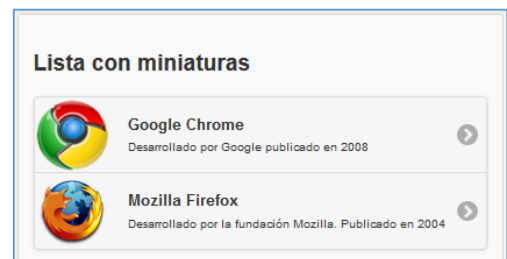 Lista con miniaturas
Google Chrome
Desarrollado por Google publicado en 2008
Mozilla Firefox
Desarrollado por la fundación Mozilla. Publicado en 2004